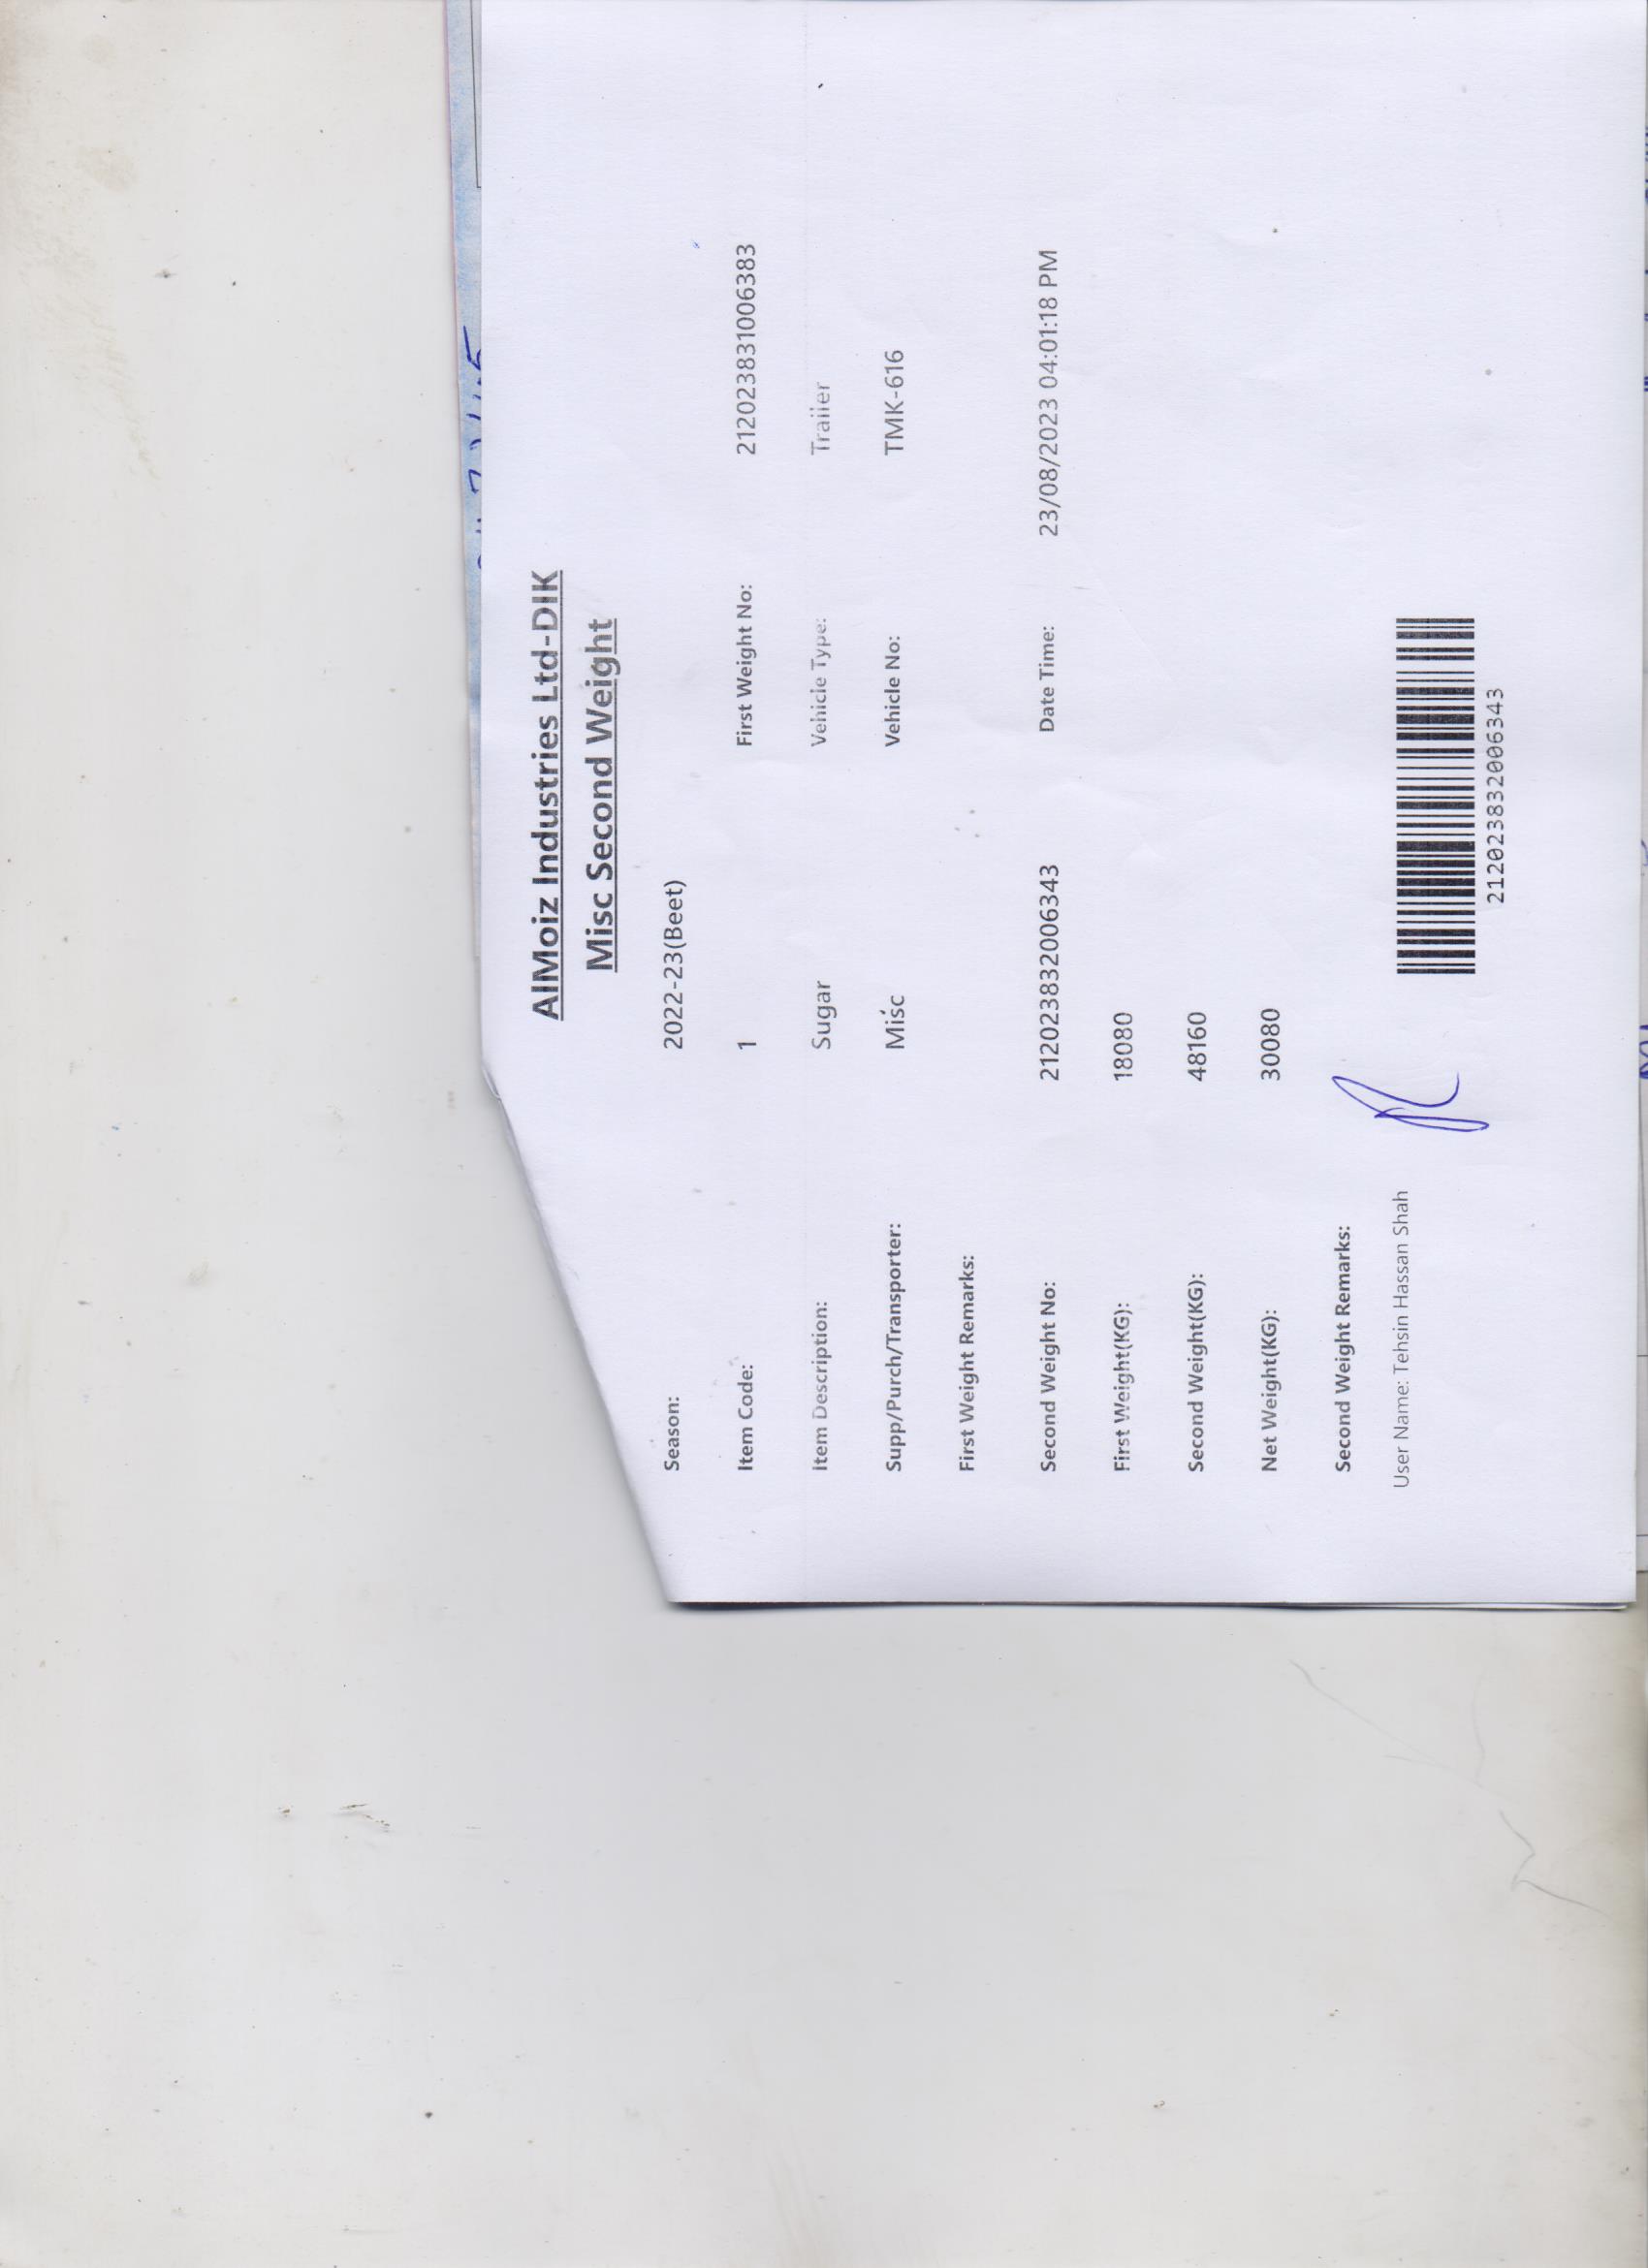 AlMoiz Industries Ltd-DIK
Misc Second Weight
Season: 2022-23(Beet)
Item Code: 1 First Weight No: 212023831006383
Item Description: Sugar Vehicle Type: Trailer
Supp/Purch/Transporter: Misc Vehicle No: TMK-616
First Weight Remarks:
Second Weight No: 212023832006343 Date Time: 23/08/2023 04:01:18 PM
First Weight(KG): 18080
Second Weight(KG): 48160
Net Weight(KG): 30080
Second Weight Remarks:
User Name: Tehsin Hassan Shah
212023832006343